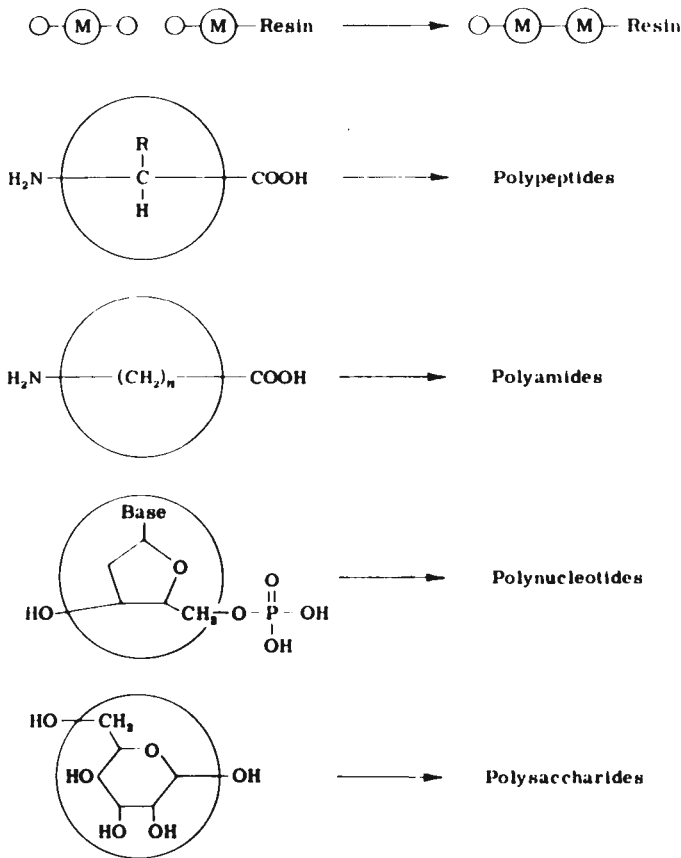 M M Resin M M Resin
R
H₂N C COOH Polypeptides
H
H₂N (CH₂)ₙ COOH Polyamides
Base
O O
HO CH₂ O P OH Polynucleotides
OH
HO CH₂
O
HO OH Polysaccharides
HO OH